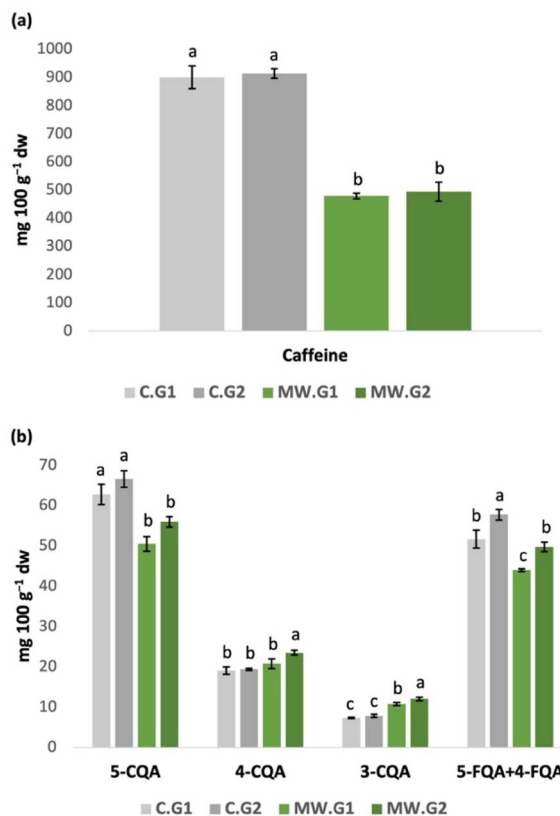 (a)
a a
b b
mg 100 g⁻¹ dw
1000
900
800
700
600
500
400
300
200
100
0
Caffeine
C.G1 C.G2 MW.G1 MW.G2
(b)
mg 100 g⁻¹ dw
70
60
50
40
30
20
10
0
a a b b
b b b a
c c b a
b a c b
5-CQA 4-CQA 3-CQA 5-FQA+4-FQA
C.G1 C.G2 MW.G1 MW.G2